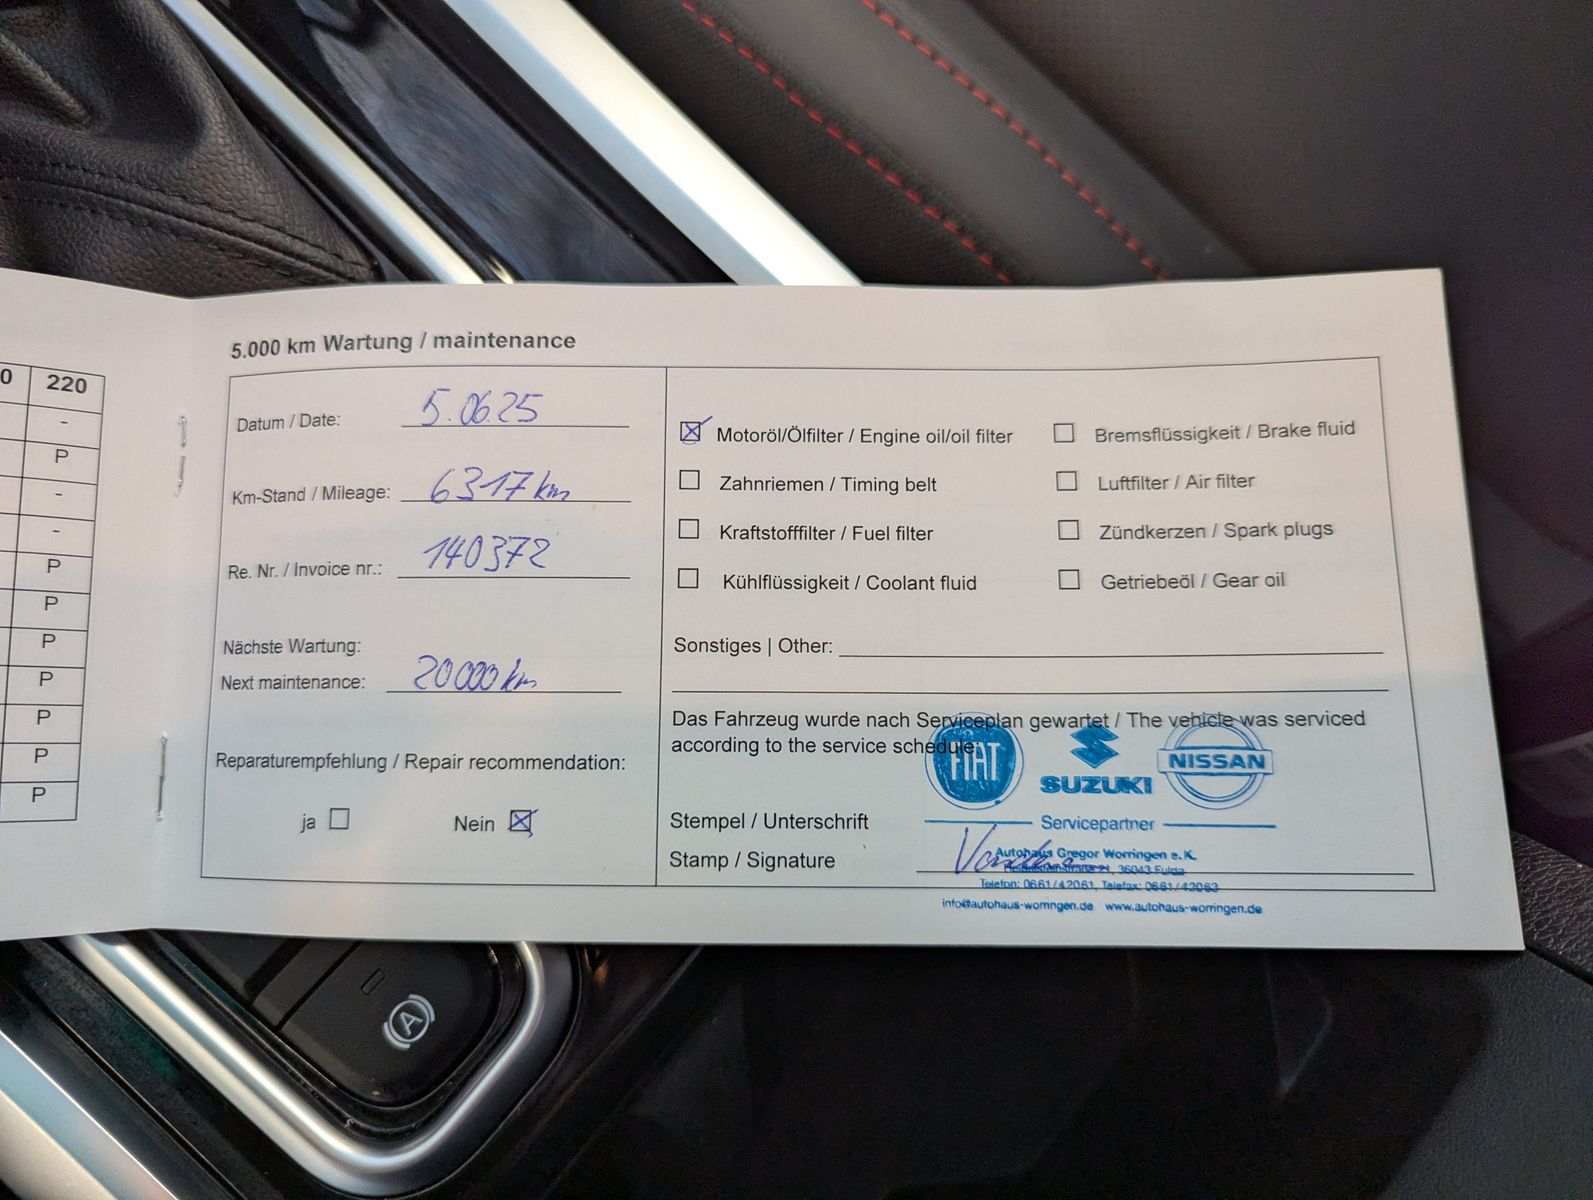 0 220
-
P
-
-
P
P
P
P
P
P
P
5.000 km Wartung / maintenance
Datum / Date: 5.06.25
Km-Stand / Mileage: 6317 km
Re. Nr. / Invoice nr.: 140372
Nächste Wartung:
Next maintenance: 20000 km
Reparaturempfehlung / Repair recommendation:
ja Nein
Motoröl/Ölfilter / Engine oil/oil filter
Bremsflüssigkeit / Brake fluid
Zahnriemen / Timing belt
Luftfilter / Air filter
Kraftstofffilter / Fuel filter
Zündkerzen / Spark plugs
Kühlflüssigkeit / Coolant fluid
Getriebeöl / Gear oil
Sonstiges | Other:
Das Fahrzeug wurde nach Serviceplan gewartet / The vehicle was serviced
according to the service schedule:
FIAT SUZUKI NISSAN
Servicepartner
Stempel / Unterschrift
Stamp / Signature
Autohaus Gregor Worringen e. K.
36043 Fulda
Telefon: 0661/42061, Telefax: 0661/42063
info@autohaus-worringen.de www.autohaus-worringen.de
A